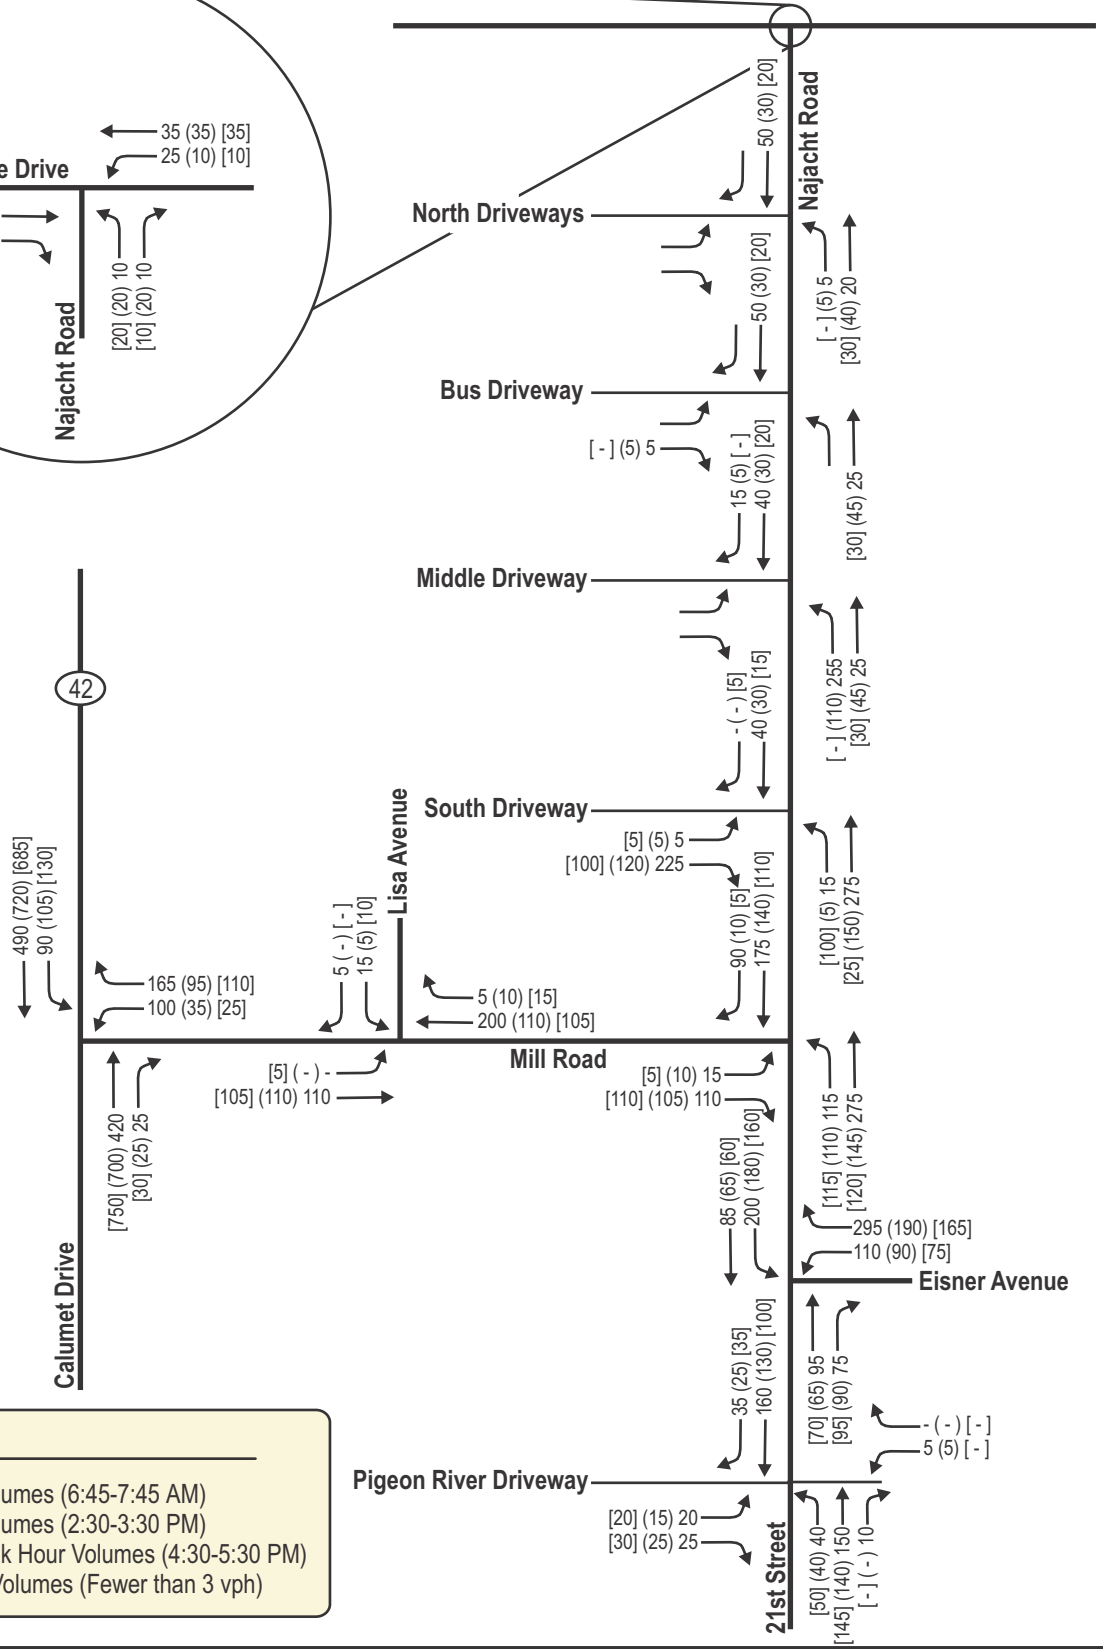 35 (35) [35]
25 (10) [10]
e Drive
[20] (20) 10
[10] (20) 10
Najacht Road
Najacht Road
50 (30) [20]
North Driveways
[ - ] (5) 5
[30] (40) 20
50 (30) [20]
Bus Driveway
[ - ] (5) 5
15 (5) [ - ]
40 (30) [20]
[30] (45) 25
Middle Driveway
42
- ( - ) [5]
40 (30) [15]
[ - ] (110) 255
[30] (45) 25
South Driveway
[5] (5) 5
[100] (120) 225
90 (10) [5]
175 (140) [110]
[100] (5) 15
[25] (150) 275
Lisa Avenue
490 (720) [685]
90 (105) [130]
165 (95) [110]
100 (35) [25]
5 ( - ) [ - ]
15 (5) [10]
5 (10) [15]
200 (110) [105]
Mill Road
[5] ( - ) -
[105] (110) 110
[5] (10) 15
[110] (105) 110
[750] (700) 420
[30] (25) 25
[115] (110) 115
[120] (145) 275
85 (65) [60]
200 (180) [160]
295 (190) [165]
110 (90) [75]
Eisner Avenue
Calumet Drive
35 (25) [35]
160 (130) [100]
[70] (65) 95
[95] (90) 75
- ( - ) [ - ]
5 (5) [ - ]
Pigeon River Driveway
[20] (15) 20
[30] (25) 25
21st Street
[50] (40) 40
[145] (140) 150
[ - ] ( - ) 10
umes (6:45-7:45 AM)
umes (2:30-3:30 PM)
k Hour Volumes (4:30-5:30 PM)
Volumes (Fewer than 3 vph)